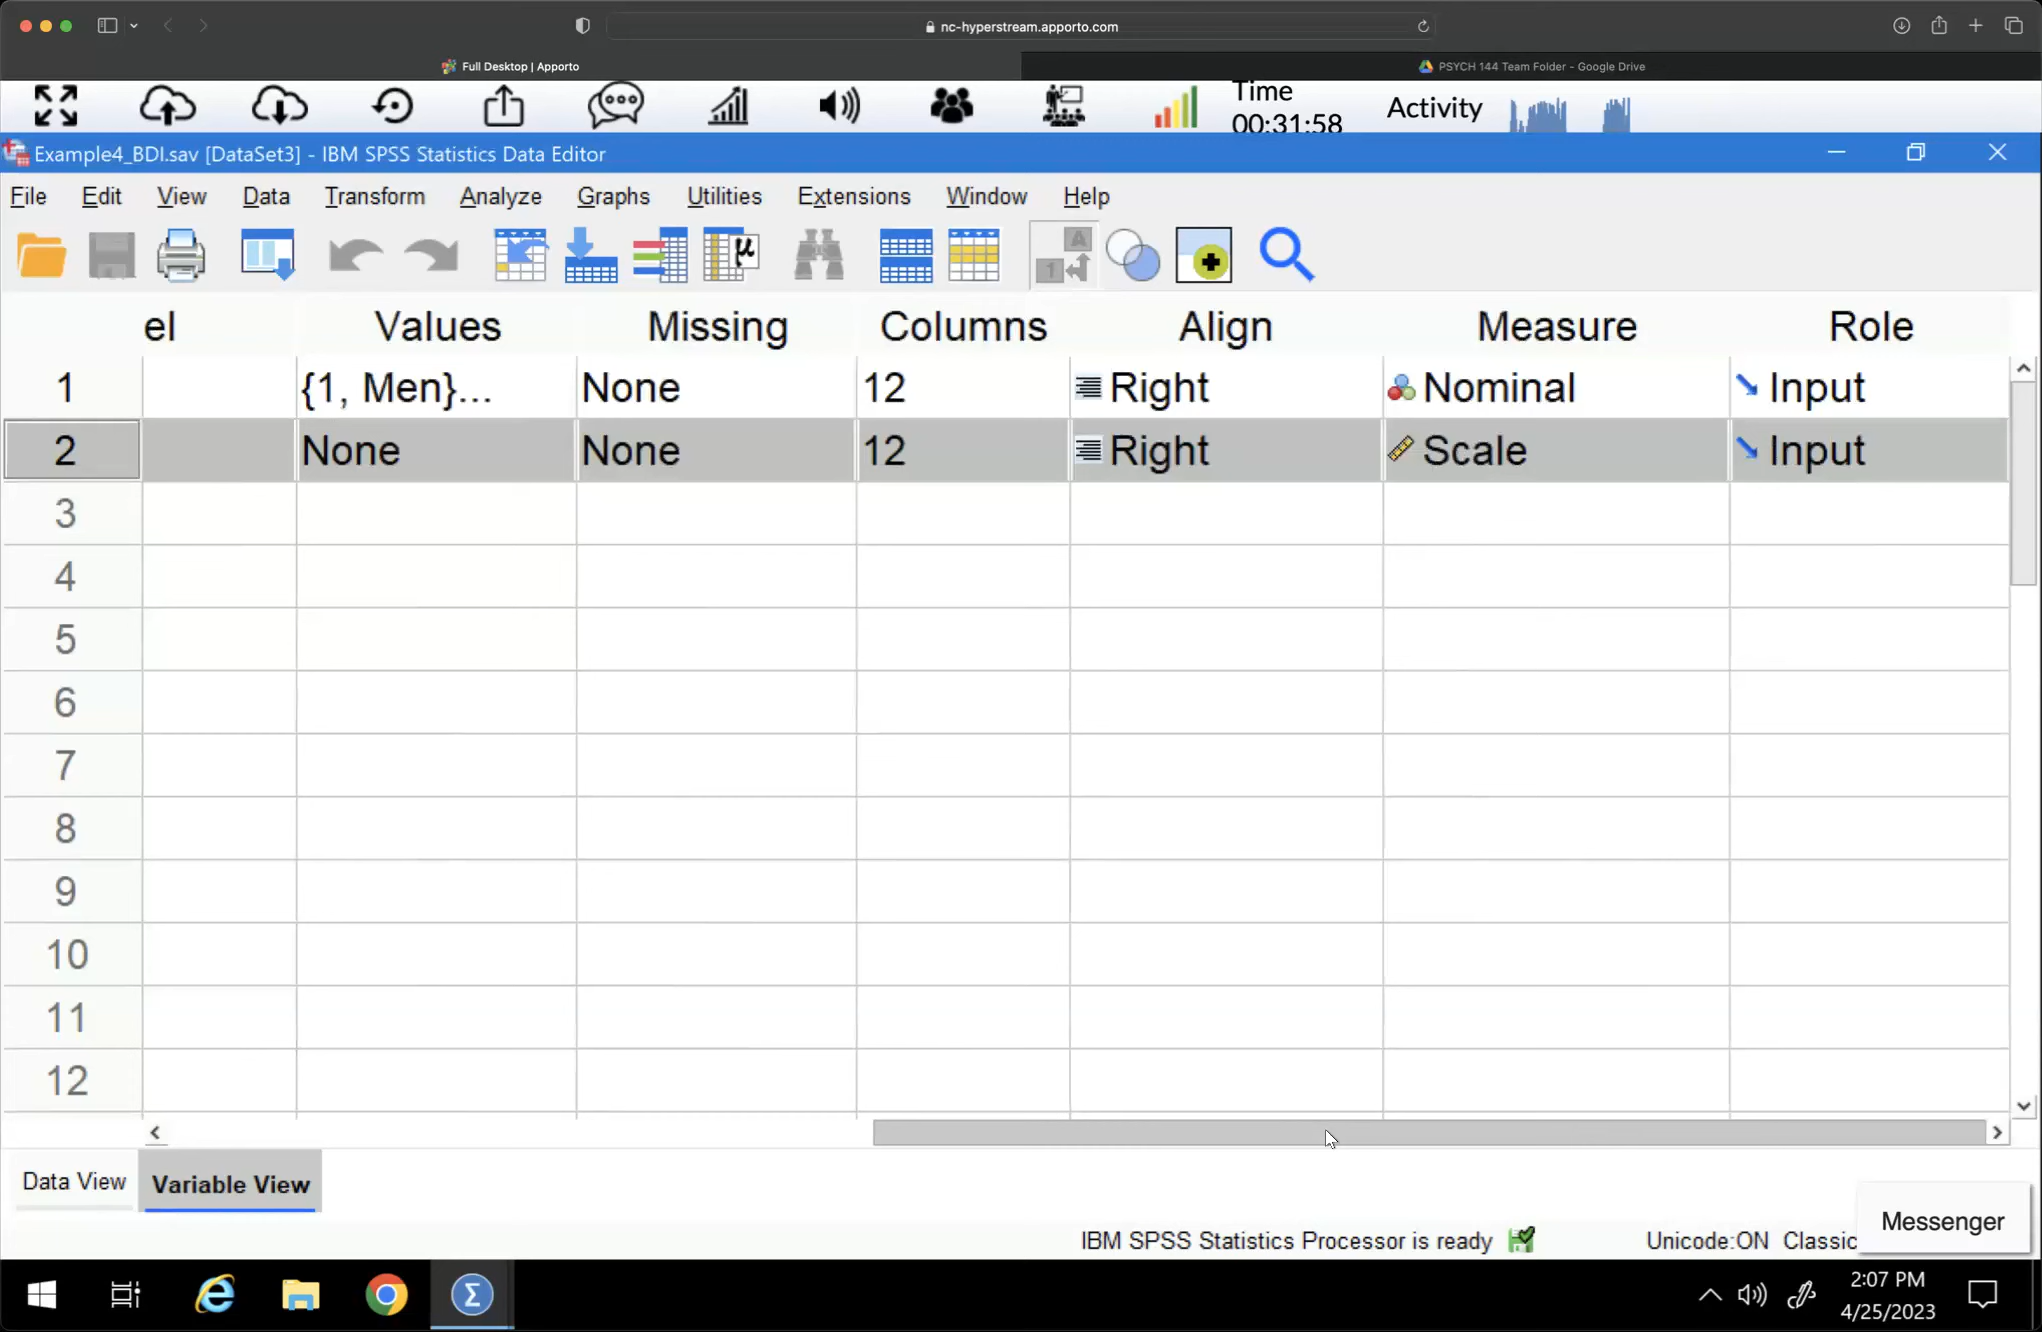 nc-hyperstream.apporto.com
Full Desktop | Apporto
PSYCH 144 Team Folder - Google Drive
Time
00:31:58
Activity
Example4_BDI.sav [DataSet3] - IBM SPSS Statistics Data Editor
File Edit View Data Transform Analyze Graphs Utilities Extensions Window Help
el Values Missing Columns Align Measure Role
1 {1, Men}... None 12 Right Nominal Input
2 None None 12 Right Scale Input
3
4
5
6
7
8
9
10
11
12
Data View Variable View
Messenger
IBM SPSS Statistics Processor is ready Unicode:ON Classic
2:07 PM
4/25/2023